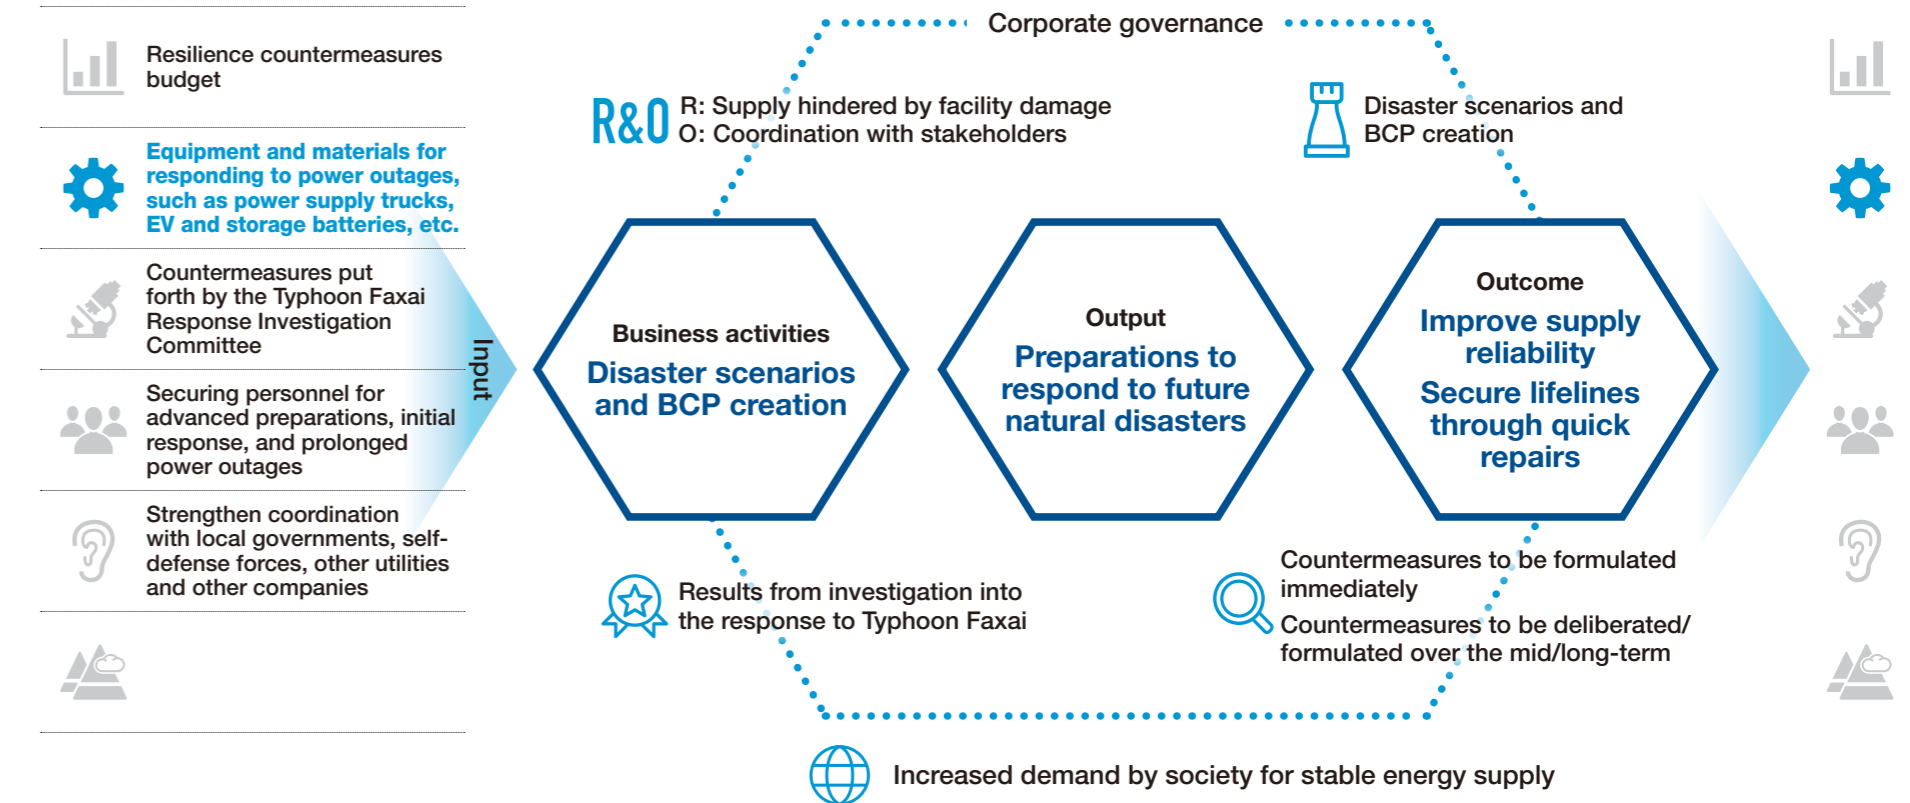 Resilience countermeasures
budget
Equipment and materials for
responding to power outages,
such as power supply trucks,
EV and storage batteries, etc.
Countermeasures put
forth by the Typhoon Faxai
Response Investigation
Committee
Securing personnel for
advanced preparations, initial
response, and prolonged
power outages
Strengthen coordination
with local governments, self-
defense forces, other utilities
and other companies
Input
Corporate governance
R&O
R: Supply hindered by facility damage
O: Coordination with stakeholders
Disaster scenarios and
BCP creation
Business activities
Disaster scenarios
and BCP creation
Output
Preparations to
respond to future
natural disasters
Outcome
Improve supply
reliability
Secure lifelines
through quick
repairs
Results from investigation into
the response to Typhoon Faxai
Countermeasures to be formulated
immediately
Countermeasures to be deliberated/
formulated over the mid/long-term
Increased demand by society for stable energy supply